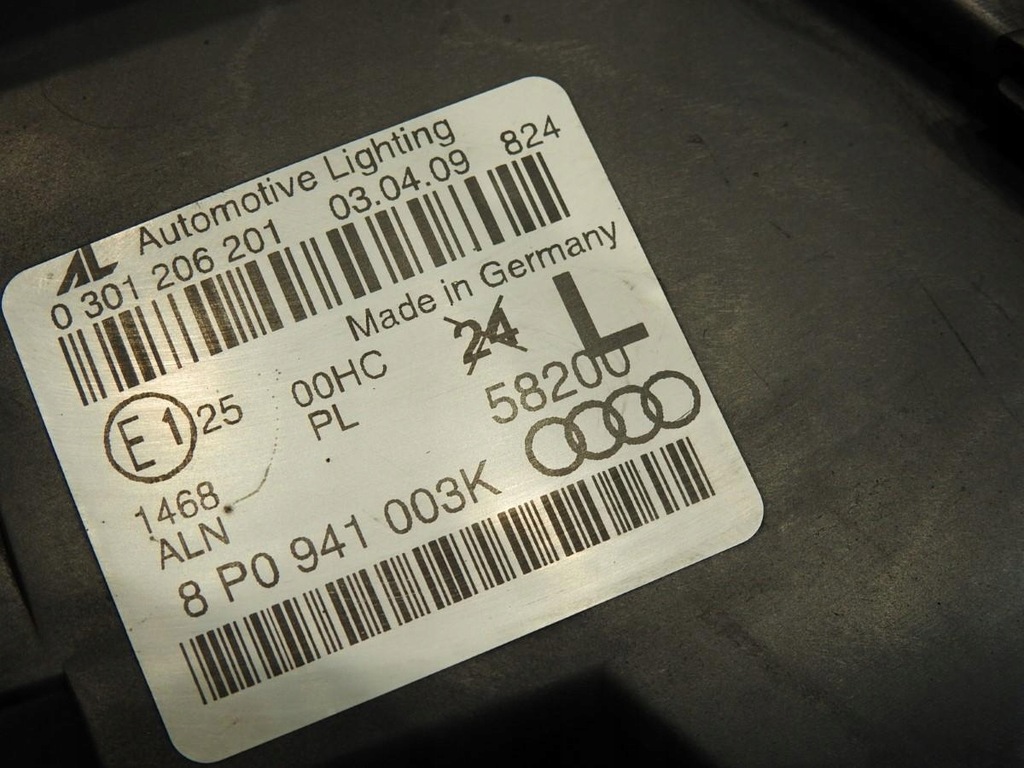 AL Automotive Lighting
0 301 206 201 03.04.09 824
Made in Germany
E1 25 00HC 24 L
PL 58200
1468
ALN
8 P0 941 003K